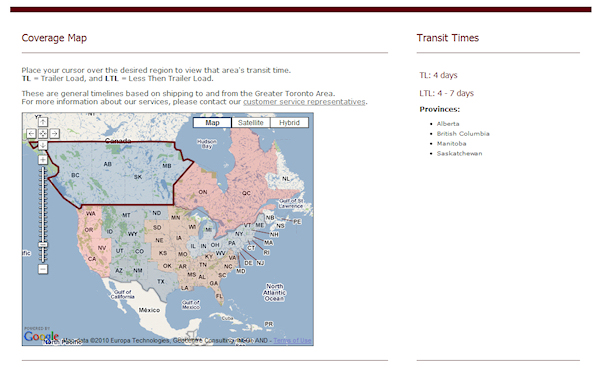 Coverage Map
Transit Times
Place your cursor over the desired region to view that area's transit time.
TL = Trailer Load, and LTL = Less Then Trailer Load.
These are general timelines based on shipping to and from the Greater Toronto Area.
For more information about our services, please contact our customer service representatives.
TL: 4 days
LTL: 4 - 7 days
Provinces:
Alberta
British Columbia
Manitoba
Saskatchewan
Map Satellite Hybrid
Canada
Hudson
Bay
AB
MB
BC
SK
ON
QC
NL
Gulf of St
Lawrence
NB
PE
NS
WA
MT
ND
MN
OR
ID
WY
SD
WI
MI
VT
ME
NH
NY
MA
RI
CT
NV
UT
CO
NE
IA
IL
IN
OH
PA
NJ
DE
CA
KS
MO
KY
WV
VA
MD
AZ
NM
OK
AR
TN
NC
TX
MS
AL
GA
SC
LA
FL
Gulf of
California
Gulf of
Mexico
México
North
Atlantic
Ocean
Cuba
PR
POWERED BY
Google
North Pacific
data ©2010 Europa Technologies, Geocentre Consulting, AND - Terms of Use